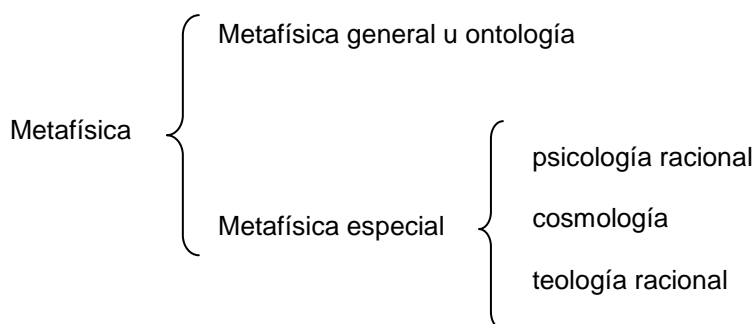 Metafísica general u ontología
Metafísica
psicología racional
Metafísica especial
cosmología
teología racional